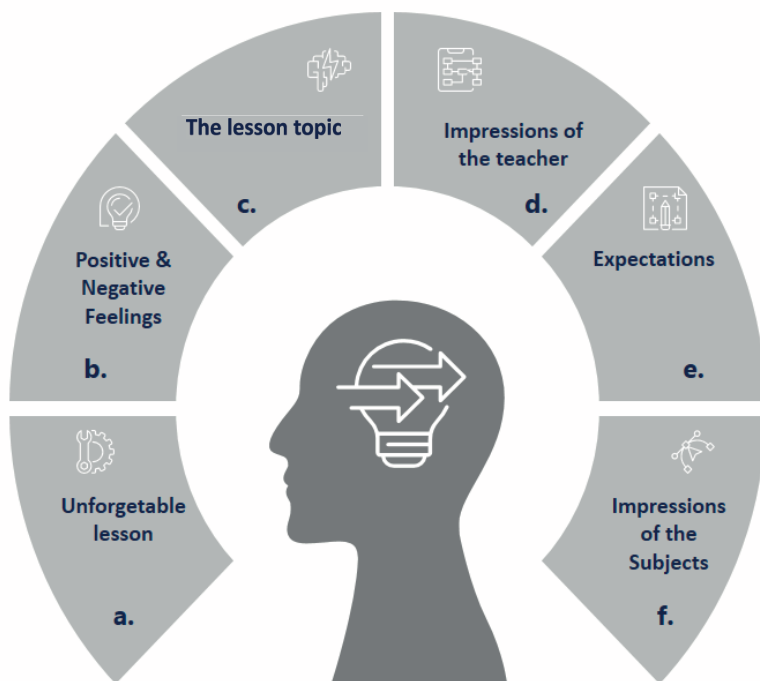 Unforgetable
lesson
a.
Positive &
Negative
Feelings
b.
The lesson topic
c.
Impressions of
the teacher
d.
Expectations
e.
Impressions
of the
Subjects
f.